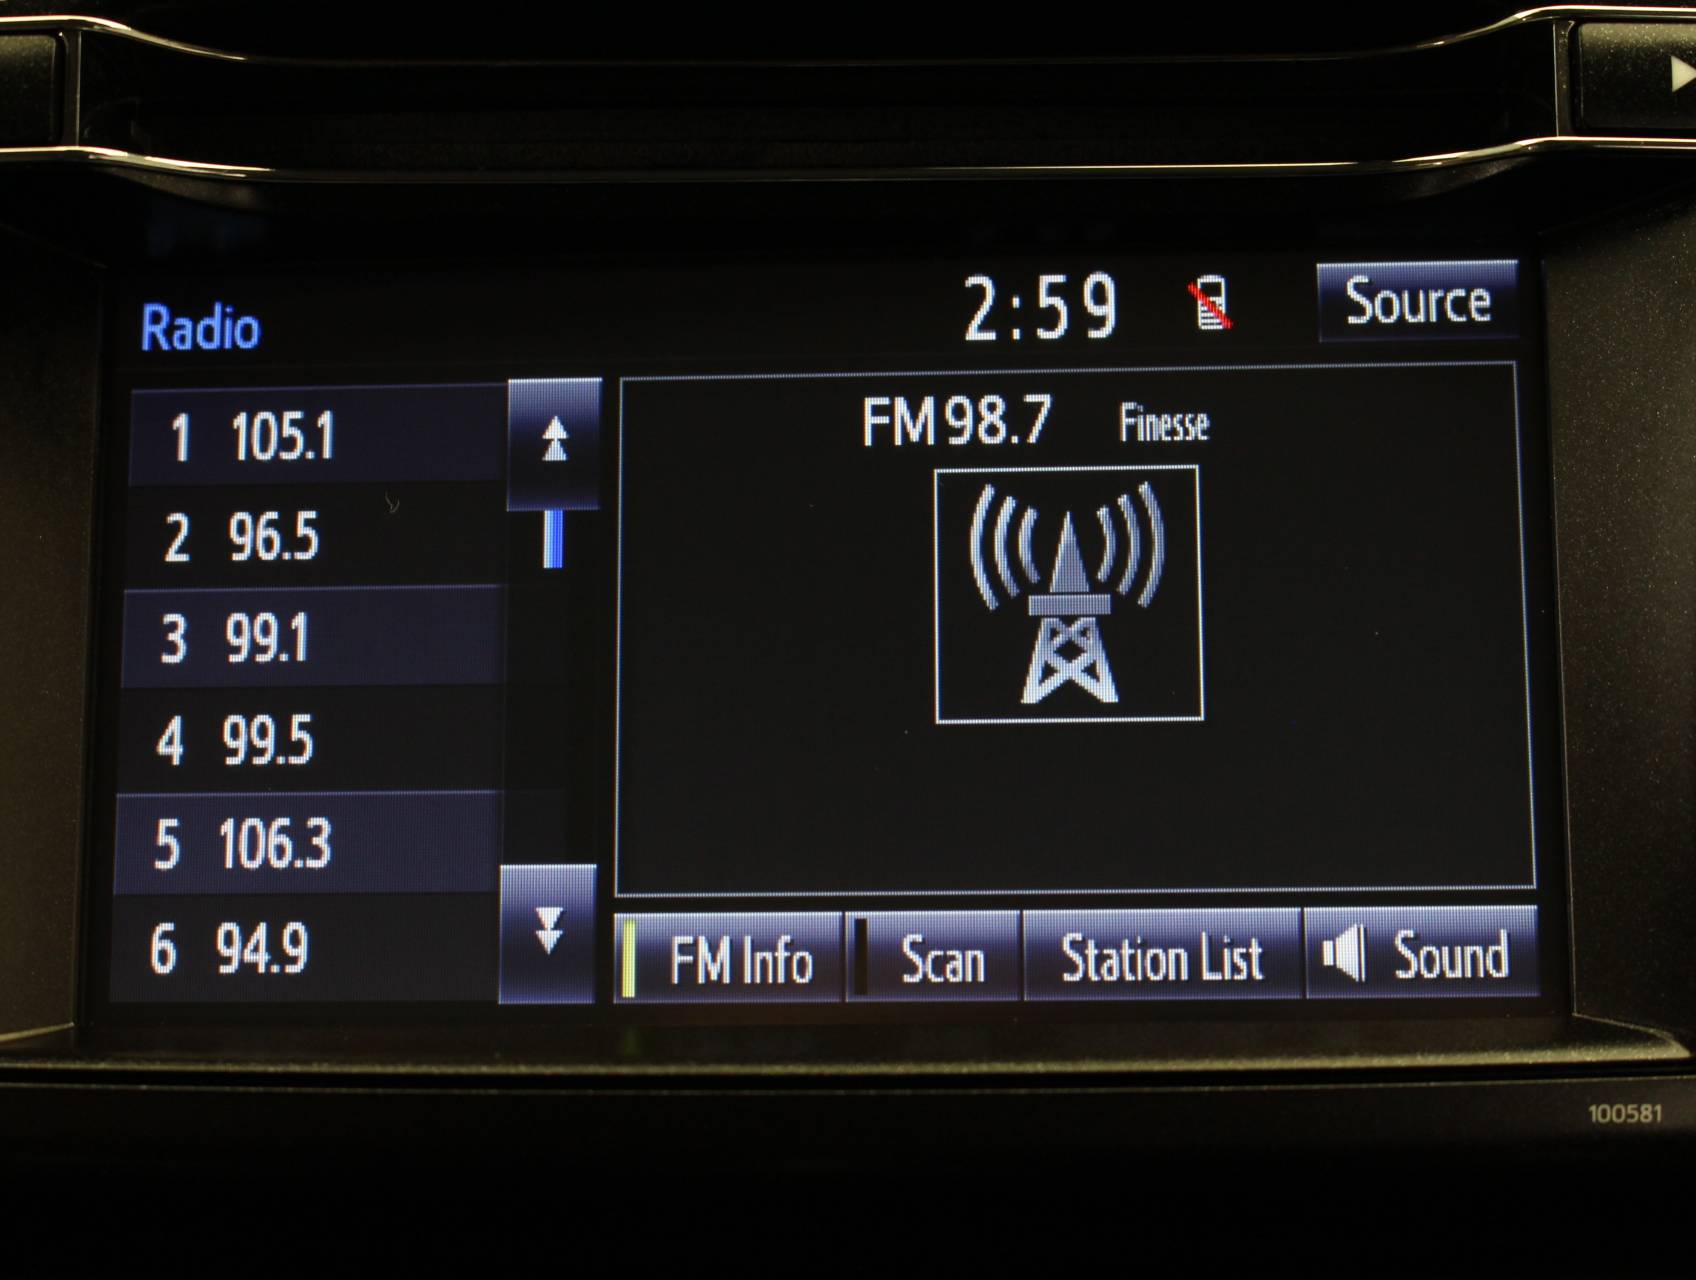 Radio 2:59 Source
1 105.1
2 96.5
3 99.1
4 99.5
5 106.3
6 94.9
FM 98.7 Finesse
FM Info Scan Station List Sound
100581